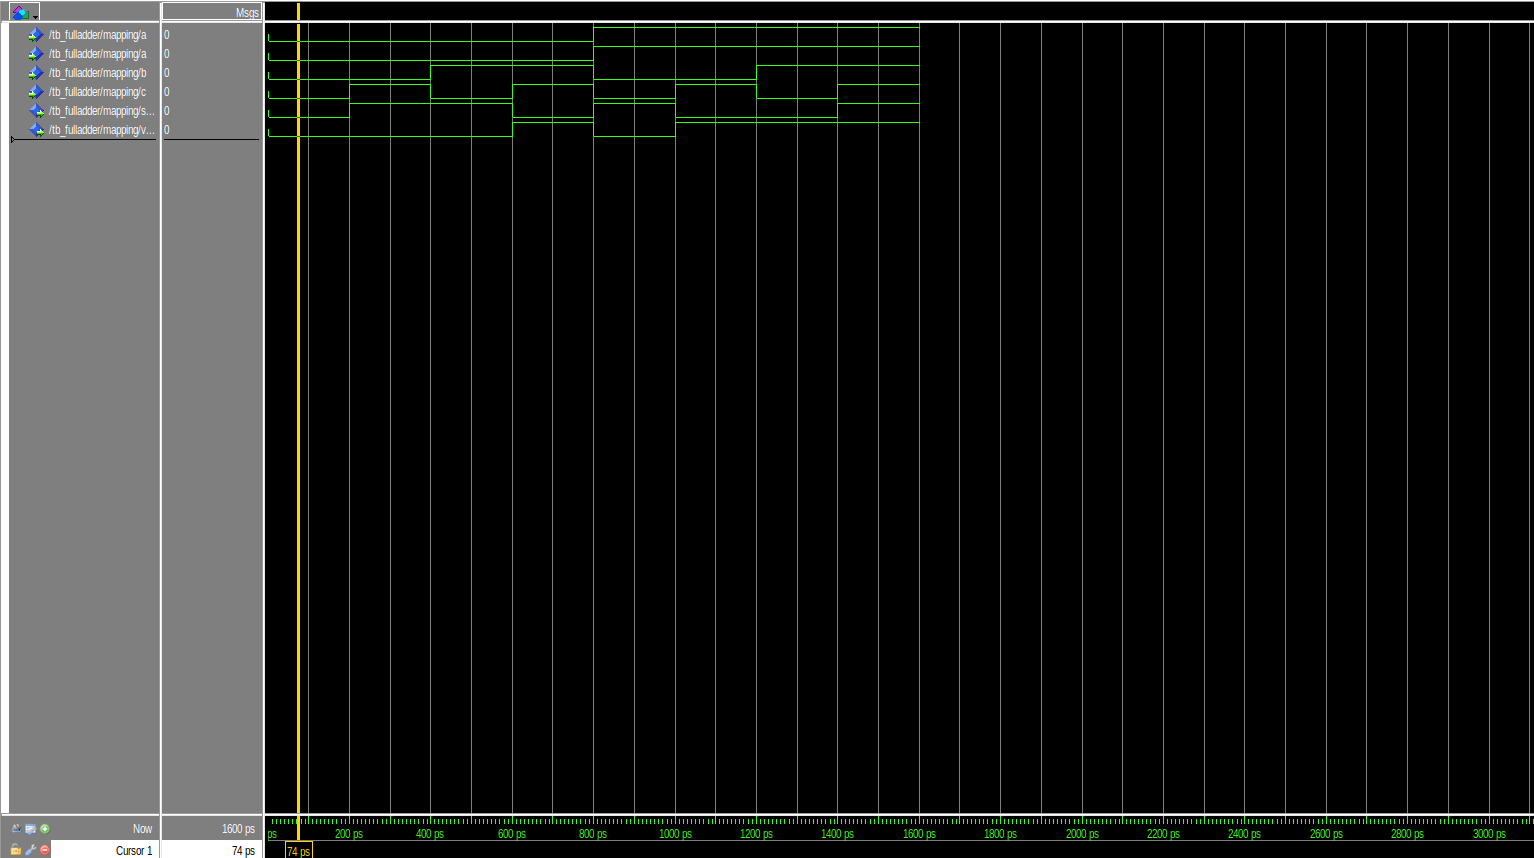 Msgs
/tb_fulladder/mapping/a 0
/tb_fulladder/mapping/a 0
/tb_fulladder/mapping/b 0
/tb_fulladder/mapping/c 0
/tb_fulladder/mapping/s... 0
/tb_fulladder/mapping/v... 0
Now 1600 ps
ps 200 ps 400 ps 600 ps 800 ps 1000 ps 1200 ps 1400 ps 1600 ps 1800 ps 2000 ps 2200 ps 2400 ps 2600 ps 2800 ps 3000 ps
Cursor 1 74 ps
74 ps